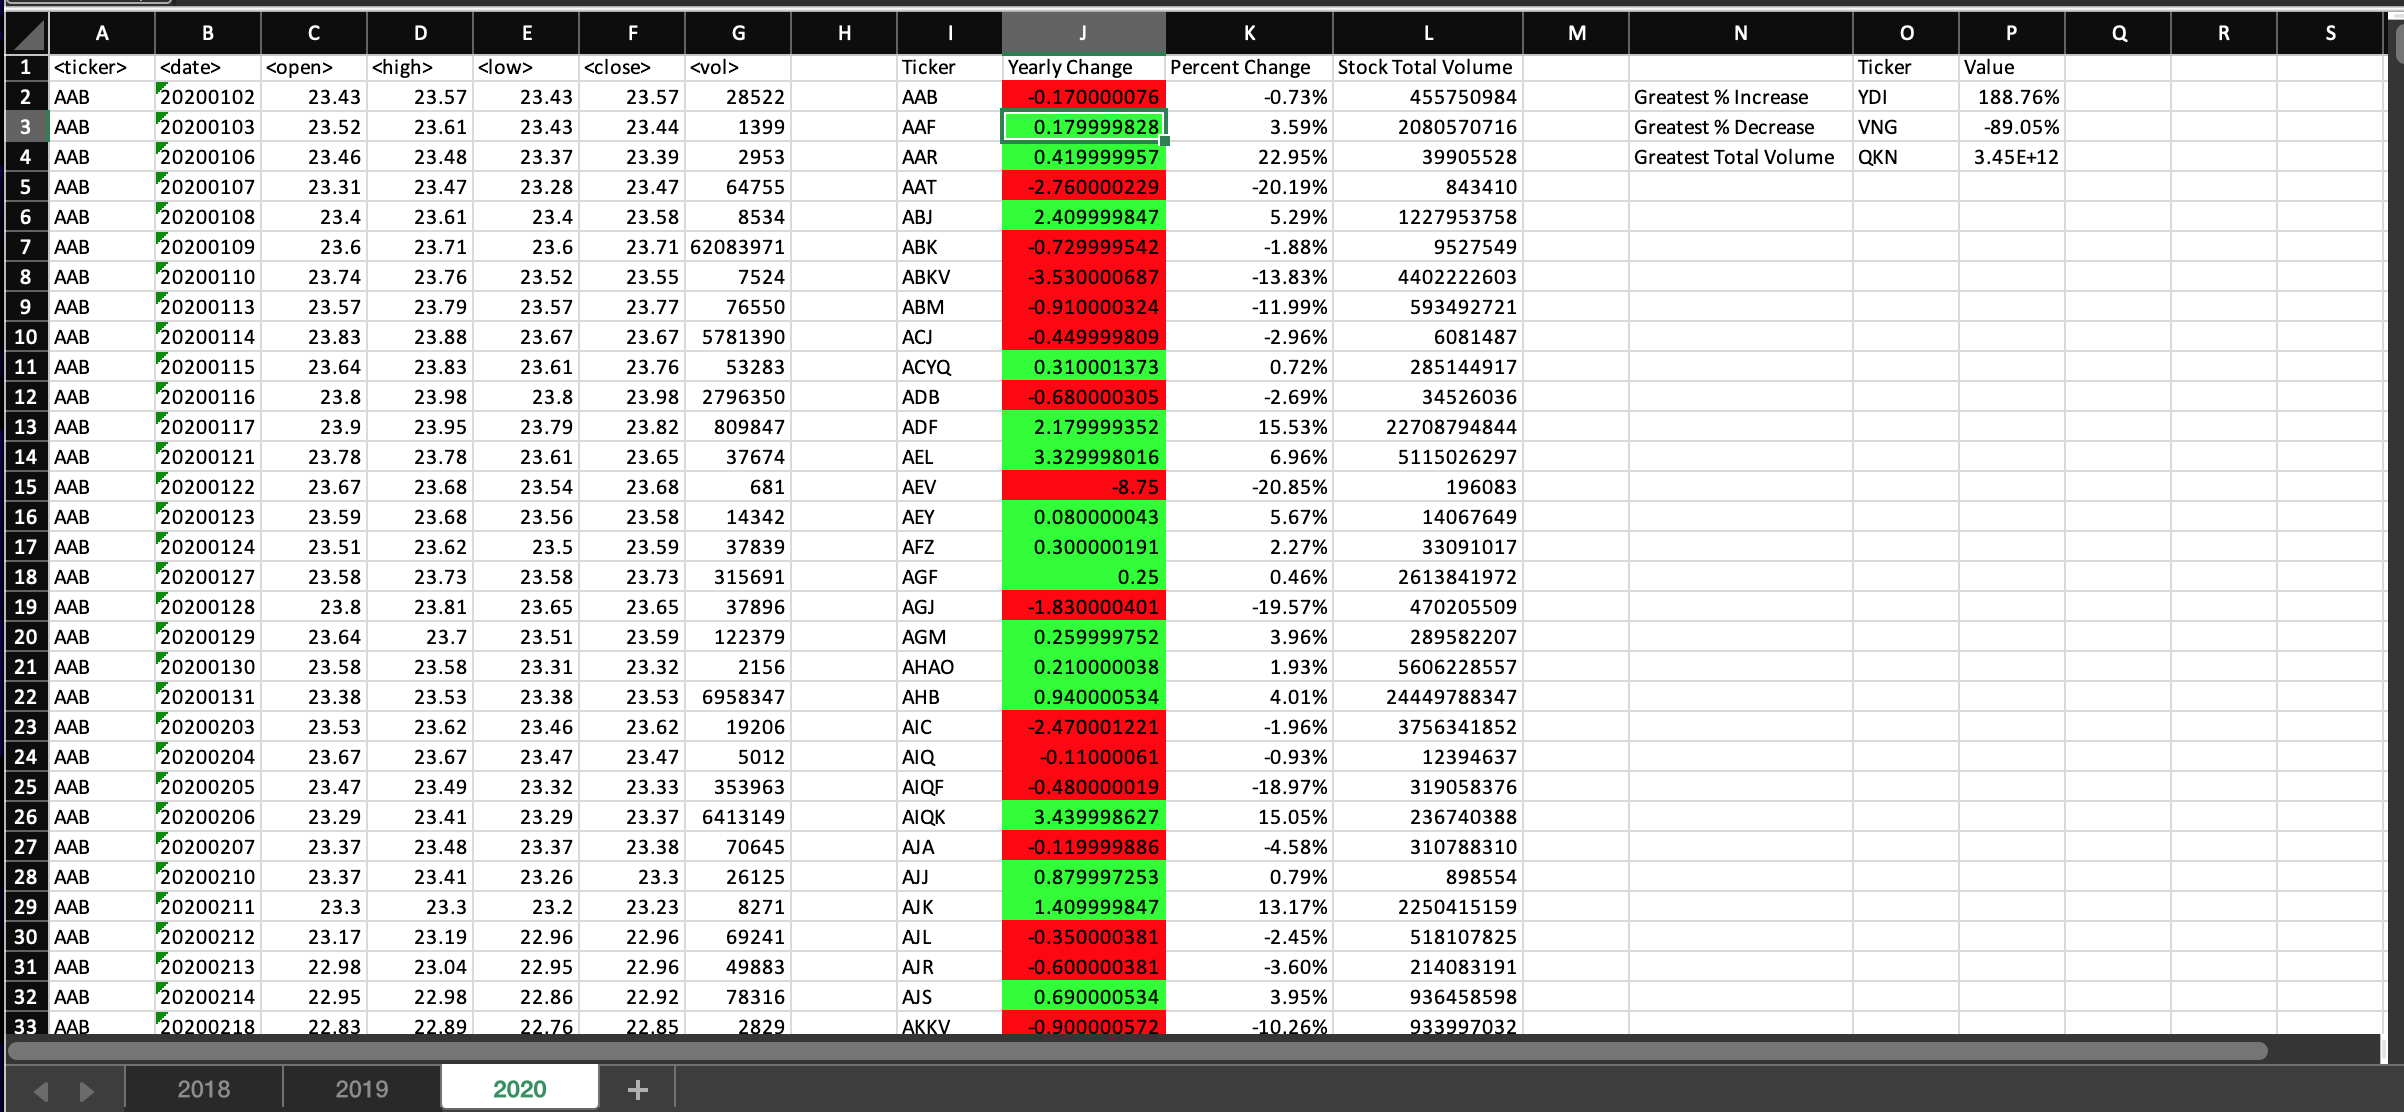 A B C D E F G H I J K L M N O P Q R S
1 <ticker> <date> <open> <high> <low> <close> <vol> Ticker Yearly Change Percent Change Stock Total Volume Ticker Value
2 AAB 20200102 23.43 23.57 23.43 23.57 28522 AAB -0.170000076 -0.73% 455750984 Greatest % Increase YDI 188.76%
3 AAB 20200103 23.52 23.61 23.43 23.44 1399 AAF 0.179999828 3.59% 2080570716 Greatest % Decrease VNG -89.05%
4 AAB 20200106 23.46 23.48 23.37 23.39 2953 AAR 0.419999957 22.95% 39905528 Greatest Total Volume QKN 3.45E+12
5 AAB 20200107 23.31 23.47 23.28 23.47 64755 AAT -2.760000229 -20.19% 843410
6 AAB 20200108 23.4 23.61 23.4 23.58 8534 ABJ 2.409999847 5.29% 1227953758
7 AAB 20200109 23.6 23.71 23.6 23.71 62083971 ABK -0.729999542 -1.88% 9527549
8 AAB 20200110 23.74 23.76 23.52 23.55 7524 ABKV -3.530000687 -13.83% 4402222603
9 AAB 20200113 23.57 23.79 23.57 23.77 76550 ABM -0.910000324 -11.99% 593492721
10 AAB 20200114 23.83 23.88 23.67 23.67 5781390 ACJ -0.449999809 -2.96% 6081487
11 AAB 20200115 23.64 23.83 23.61 23.76 53283 ACYQ 0.310001373 0.72% 285144917
12 AAB 20200116 23.8 23.98 23.8 23.98 2796350 ADB -0.680000305 -2.69% 34526036
13 AAB 20200117 23.9 23.95 23.79 23.82 809847 ADF 2.179999352 15.53% 22708794844
14 AAB 20200121 23.78 23.78 23.61 23.65 37674 AEL 3.329998016 6.96% 5115026297
15 AAB 20200122 23.67 23.68 23.54 23.68 681 AEV -8.75 -20.85% 196083
16 AAB 20200123 23.59 23.68 23.56 23.58 14342 AEY 0.080000043 5.67% 14067649
17 AAB 20200124 23.51 23.62 23.5 23.59 37839 AFZ 0.300000191 2.27% 33091017
18 AAB 20200127 23.58 23.73 23.58 23.73 315691 AGF 0.25 0.46% 2613841972
19 AAB 20200128 23.8 23.81 23.65 23.65 37896 AGJ -1.830000401 -19.57% 470205509
20 AAB 20200129 23.64 23.7 23.51 23.59 122379 AGM 0.259999752 3.96% 289582207
21 AAB 20200130 23.58 23.58 23.31 23.32 2156 AHAO 0.210000038 1.93% 5606228557
22 AAB 20200131 23.38 23.53 23.38 23.53 6958347 AHB 0.940000534 4.01% 24449788347
23 AAB 20200203 23.53 23.62 23.46 23.62 19206 AIC -2.470001221 -1.96% 3756341852
24 AAB 20200204 23.67 23.67 23.47 23.47 5012 AIQ -0.11000061 -0.93% 12394637
25 AAB 20200205 23.47 23.49 23.32 23.33 353963 AIQF -0.480000019 -18.97% 319058376
26 AAB 20200206 23.29 23.41 23.29 23.37 6413149 AIQK 3.439998627 15.05% 236740388
27 AAB 20200207 23.37 23.48 23.37 23.38 70645 AJA -0.119999886 -4.58% 310788310
28 AAB 20200210 23.37 23.41 23.26 23.3 26125 AJJ 0.879997253 0.79% 898554
29 AAB 20200211 23.3 23.3 23.2 23.23 8271 AJK 1.409999847 13.17% 2250415159
30 AAB 20200212 23.17 23.19 22.96 22.96 69241 AJL -0.350000381 -2.45% 518107825
31 AAB 20200213 22.98 23.04 22.95 22.96 49883 AJR -0.600000381 -3.60% 214083191
32 AAB 20200214 22.95 22.98 22.86 22.92 78316 AJS 0.690000534 3.95% 936458598
33 AAB 20200218 22.83 22.89 22.76 22.85 2829 AKKV -0.900000572 -10.26% 933997032
2018 2019 2020 +